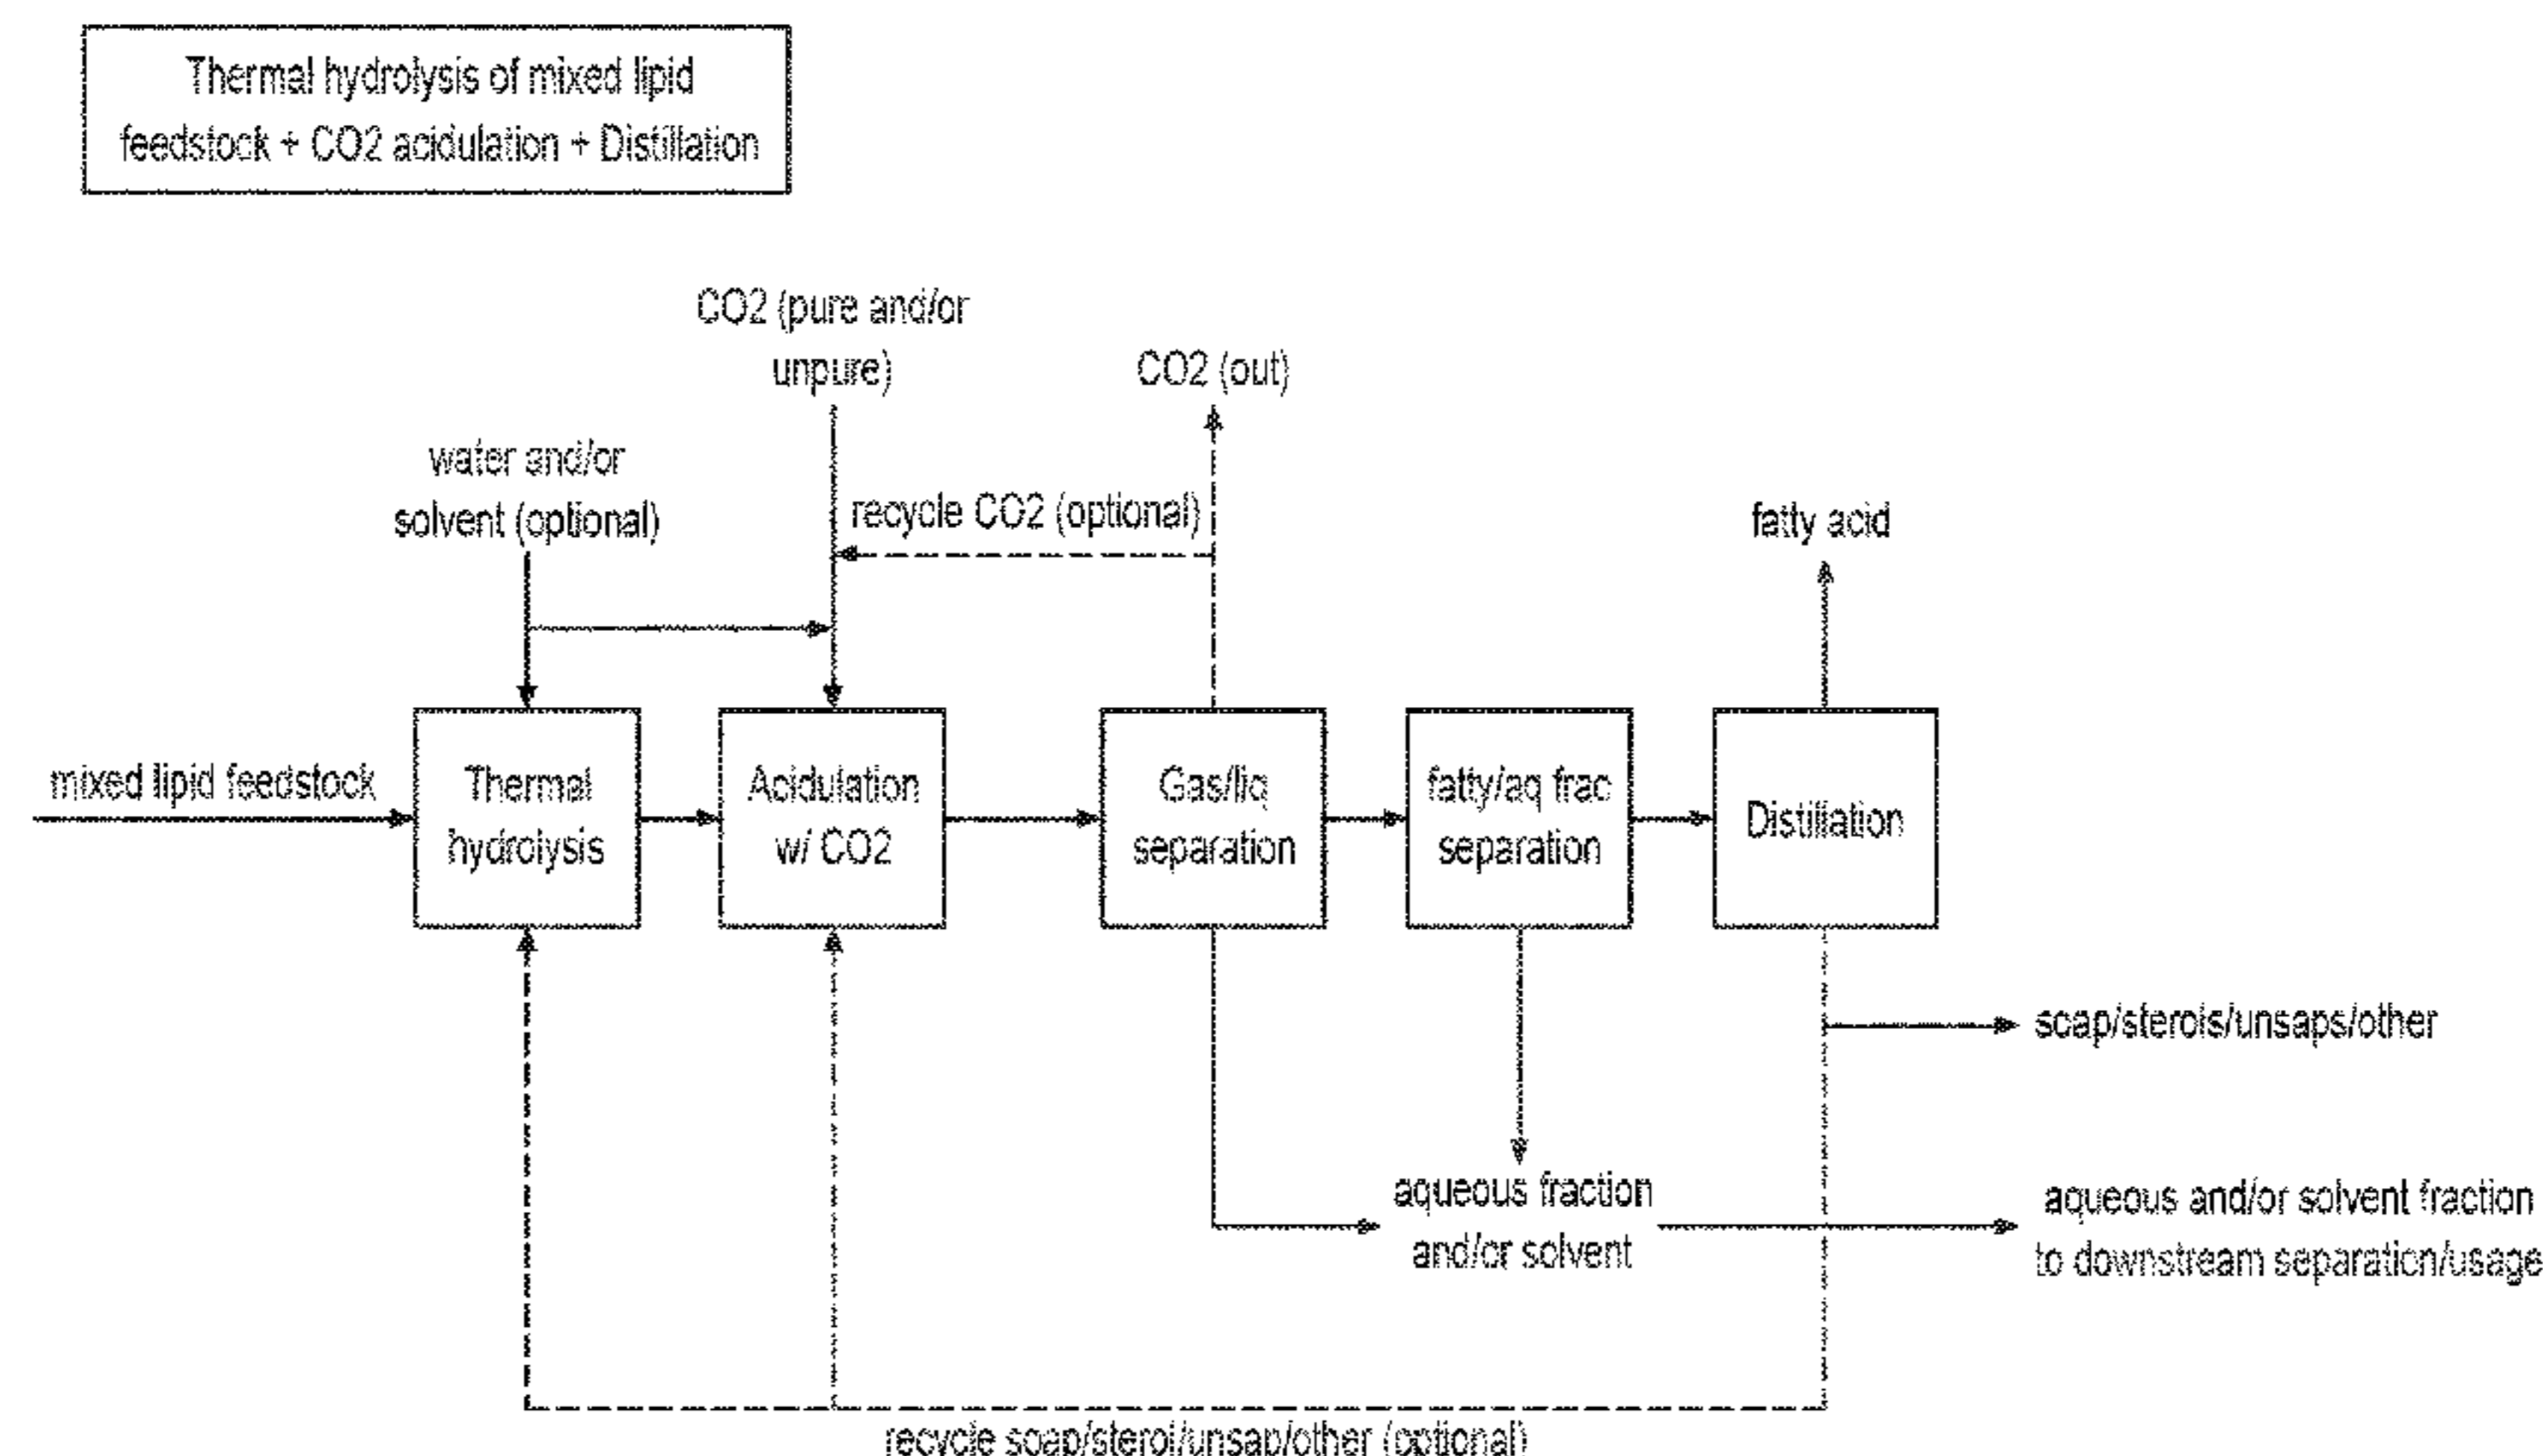 Thermal hydrolysis of mixed lipid
feedstock + CO2 acidulation + Distillation
CO2 (pure and/or
unpure)
CO2 (out)
water and/or
solvent (optional)
recycle CO2 (optional)
fatty acid
mixed lipid feedstock
Thermal
hydrolysis
Acidulation
w/ CO2
Gas/liq
separation
fatty/aq frac
separation
Distillation
soap/sterols/unsaps/other
aqueous fraction
and/or solvent
aqueous and/or solvent fraction
to downstream separation/usage
recycle soap/sterol/unsap/other (optional)